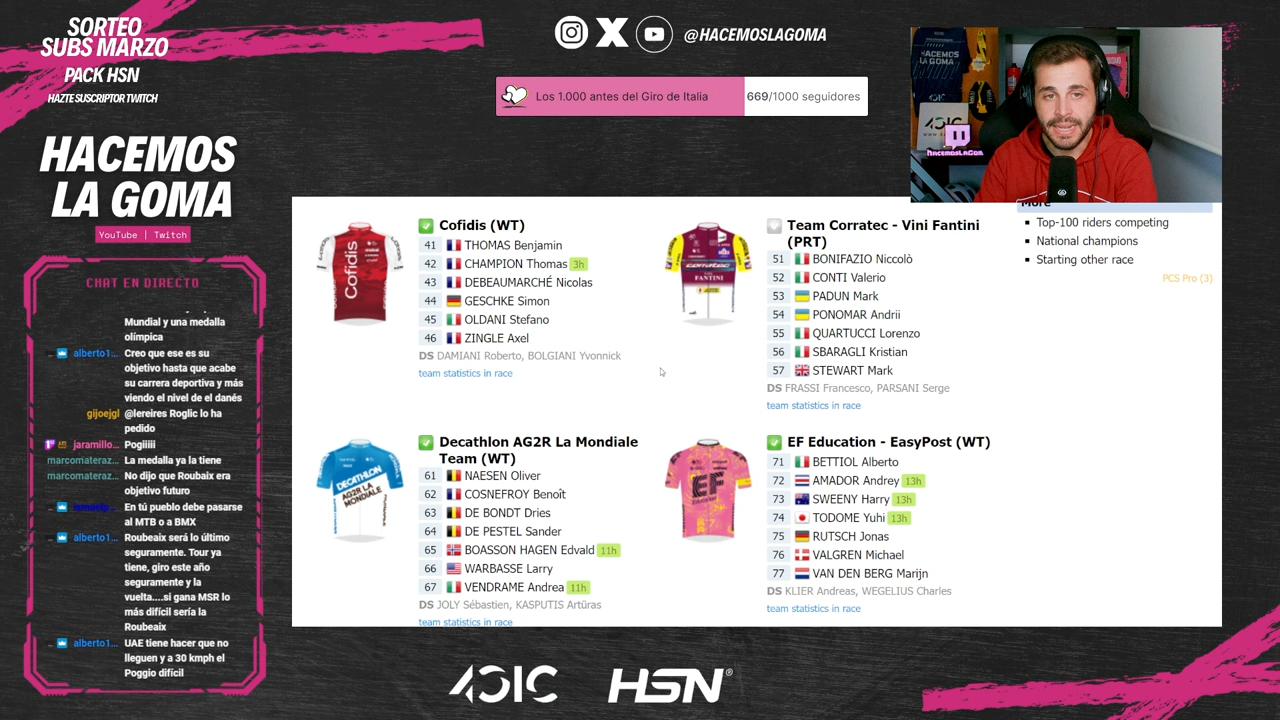 SORTEO
SUBS MARZO
PACK HSN
HAZTE SUSCRIPTOR TWITCH
@HACEMOSLAGOMA
Los 1.000 antes del Giro de Italia
669/1000 seguidores
HACEMOS
LA GOMA
YouTube | Twitch
CHAT EN DIRECTO
Mundial y una medalla
olímpica
alberto1... Creo que ese es su
objetivo hasta que acabe
su carrera deportiva y más
viendo el nivel de el danés
gijoejgl @lereires Roglic lo ha
pedido
jaramillo... Pogiiiii
marcomateraz... La medalla ya la tiene
marcomateraz... No dijo que Roubaix era
objetivo futuro
En tú pueblo debe pasarse
al MTB o a BMX
alberto1... Roubeaix será lo último
seguramente. Tour ya
tiene, giro este año
seguramente y la
vuelta....si gana MSR lo
más difícil sería la
Roubeaix
alberto1... UAE tiene hacer que no
lleguen y a 30 kmph el
Poggio difícil
Cofidis
Cofidis (WT)
41 THOMAS Benjamin
42 CHAMPION Thomas 3h
43 DEBEAUMARCHÉ Nicolas
44 GESCHKE Simon
45 OLDANI Stefano
46 ZINGLE Axel
DS DAMIANI Roberto, BOLGIANI Yvonnick
team statistics in race
Team Corratec - Vini Fantini
(PRT)
51 BONIFAZIO Niccolò
52 CONTI Valerio
53 PADUN Mark
54 PONOMAR Andrii
55 QUARTUCCI Lorenzo
56 SBARAGLI Kristian
57 STEWART Mark
DS FRASSI Francesco, PARSANI Serge
team statistics in race
More
Top-100 riders competing
National champions
Starting other race
PCS Pro (3)
DECATHLON
AG2R LA
MONDIALE
Decathlon AG2R La Mondiale
Team (WT)
61 NAESEN Oliver
62 COSNEFROY Benoît
63 DE BONDT Dries
64 DE PESTEL Sander
65 BOASSON HAGEN Edvald 11h
66 WARBASSE Larry
67 VENDRAME Andrea 11h
DS JOLY Sébastien, KASPUTIS Artūras
team statistics in race
EF
EF Education - EasyPost (WT)
71 BETTIOL Alberto
72 AMADOR Andrey 13h
73 SWEENY Harry 13h
74 TODOME Yuhi 13h
75 RUTSCH Jonas
76 VALGREN Michael
77 VAN DEN BERG Marijn
DS KLIER Andreas, WEGELIUS Charles
team statistics in race
HACEMOS
LA GOMA
HACEMOSLAGOMA
HSN